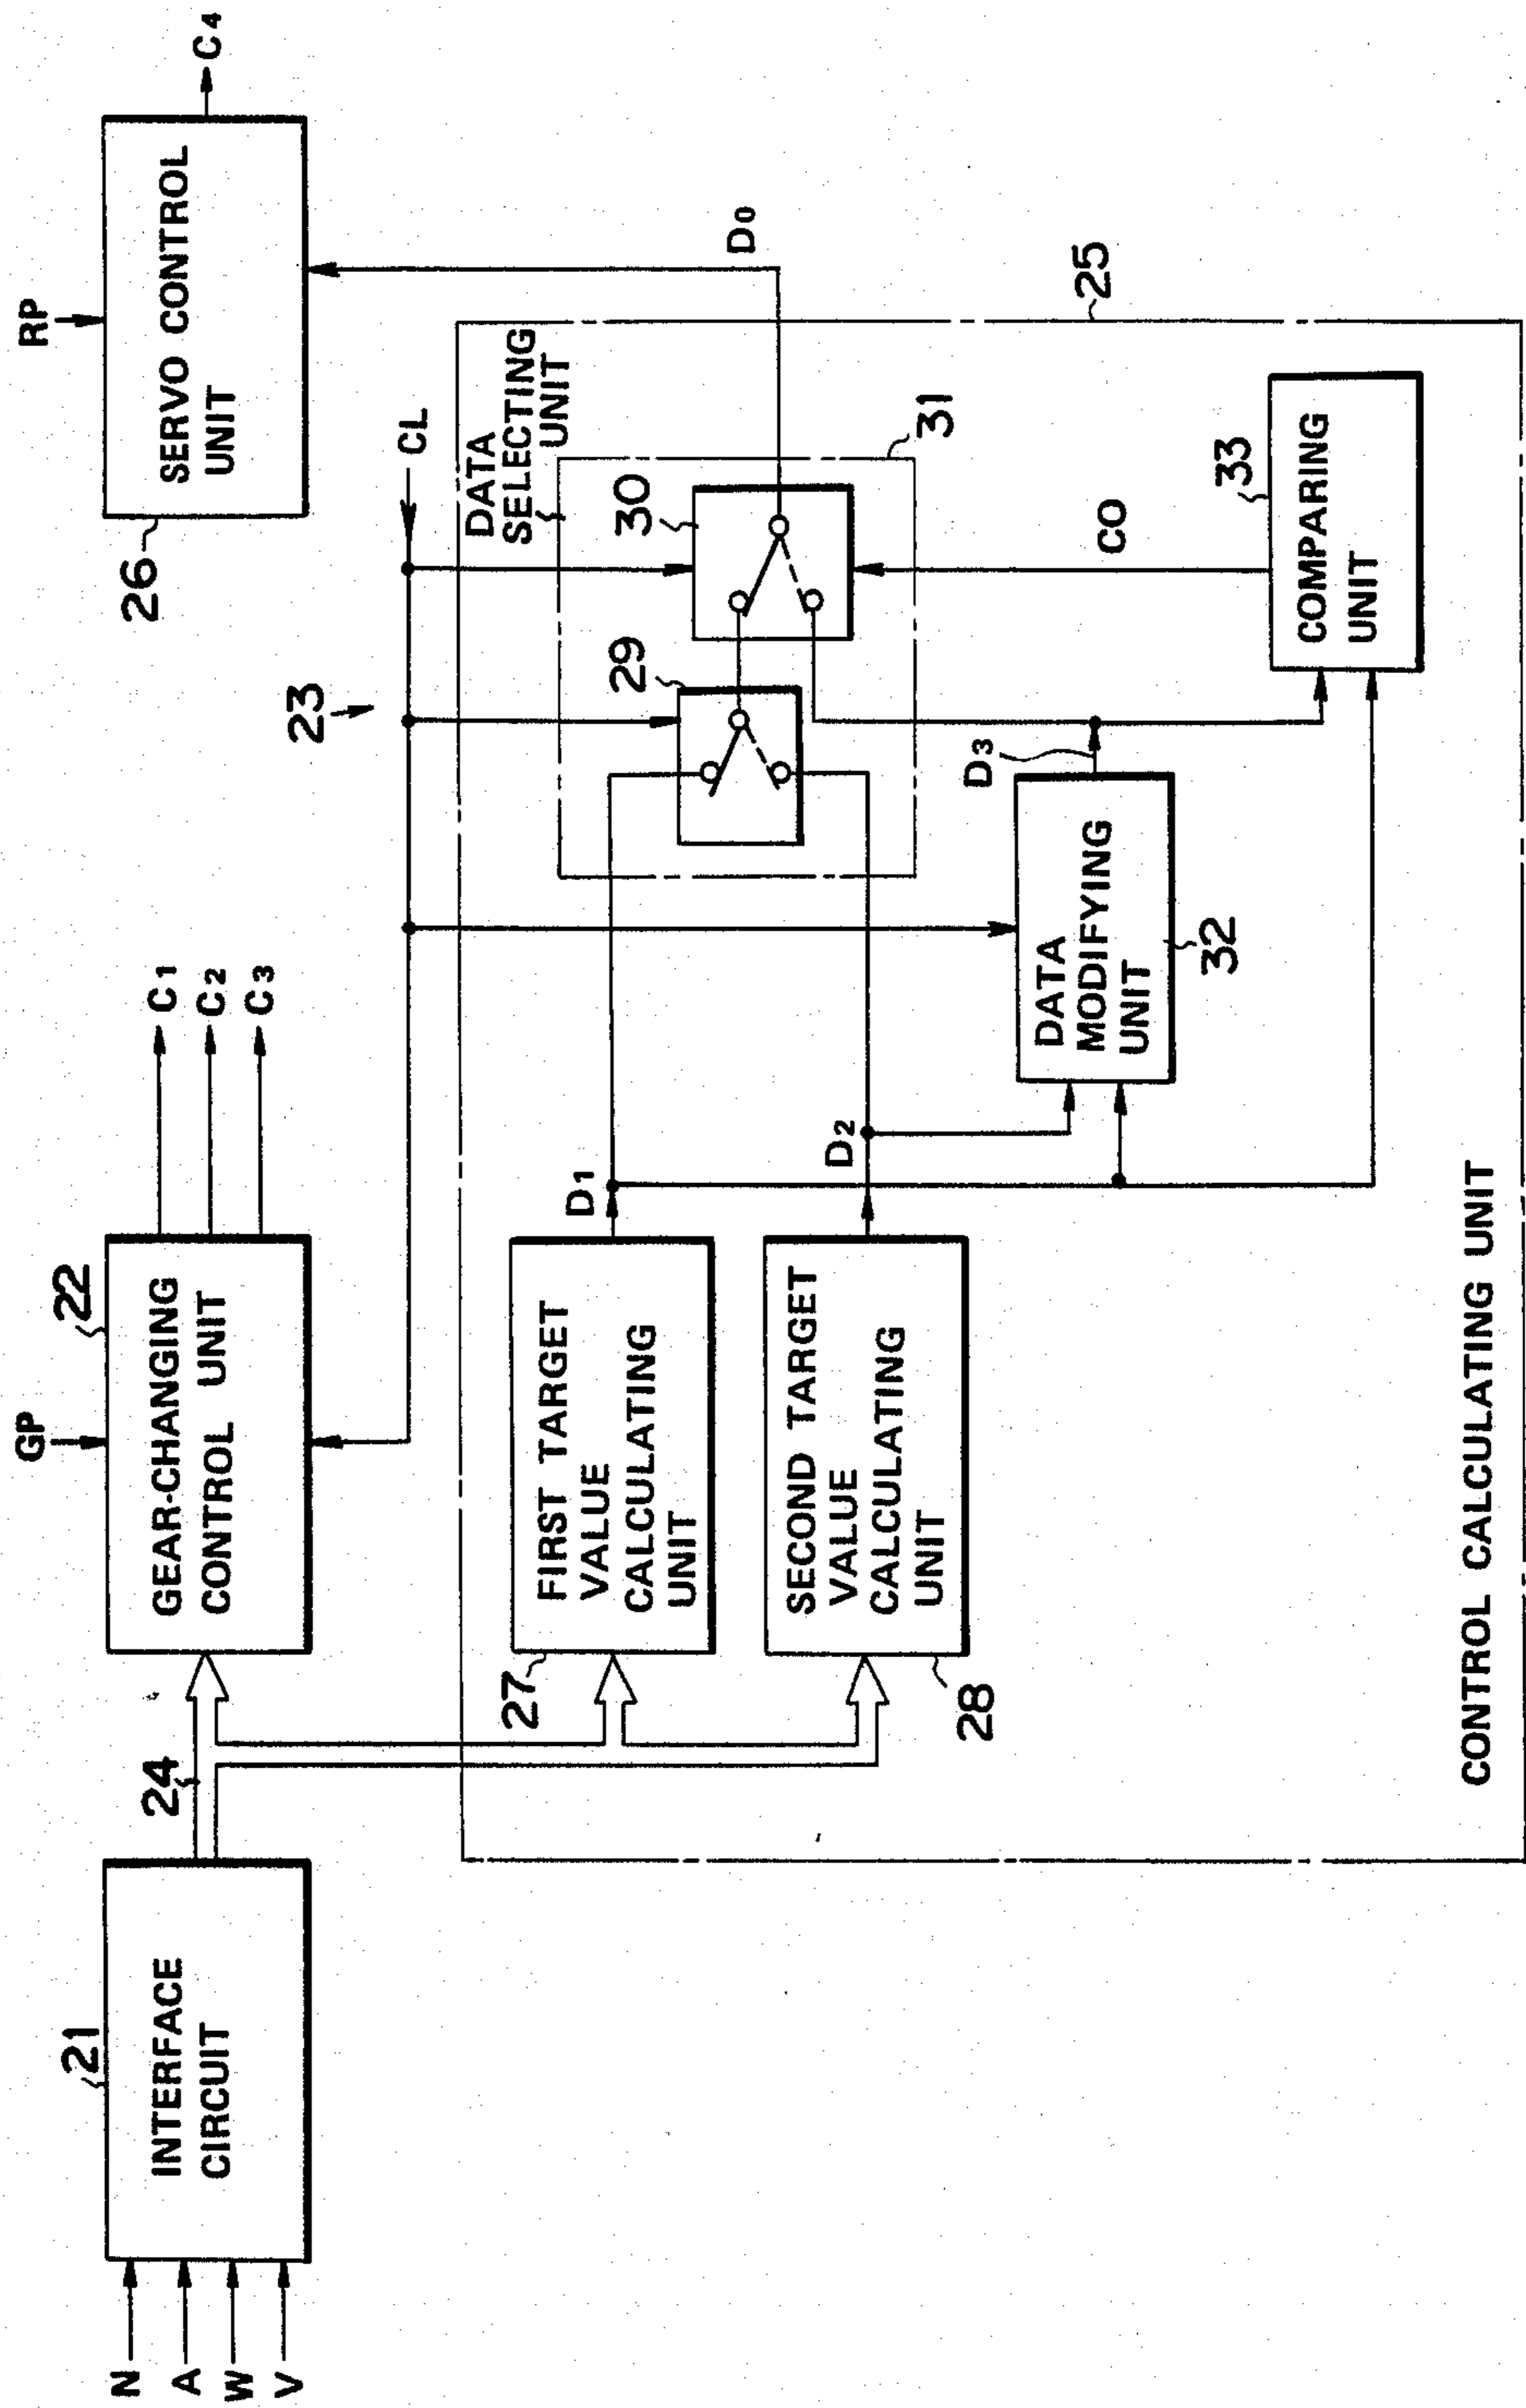 N
A
W
V
21
INTERFACE
CIRCUIT
24
GP
22
GEAR-CHANGING
CONTROL UNIT
C1
C2
C3
23
CL
RP
26
SERVO CONTROL
UNIT
C4
27
FIRST TARGET
VALUE
CALCULATING
UNIT
28
SECOND TARGET
VALUE
CALCULATING
UNIT
D1
D2
DATA
SELECTING
UNIT
29
30
31
D0
25
DATA
MODIFYING
UNIT
32
D3
CO
33
COMPARING
UNIT
CONTROL CALCULATING UNIT